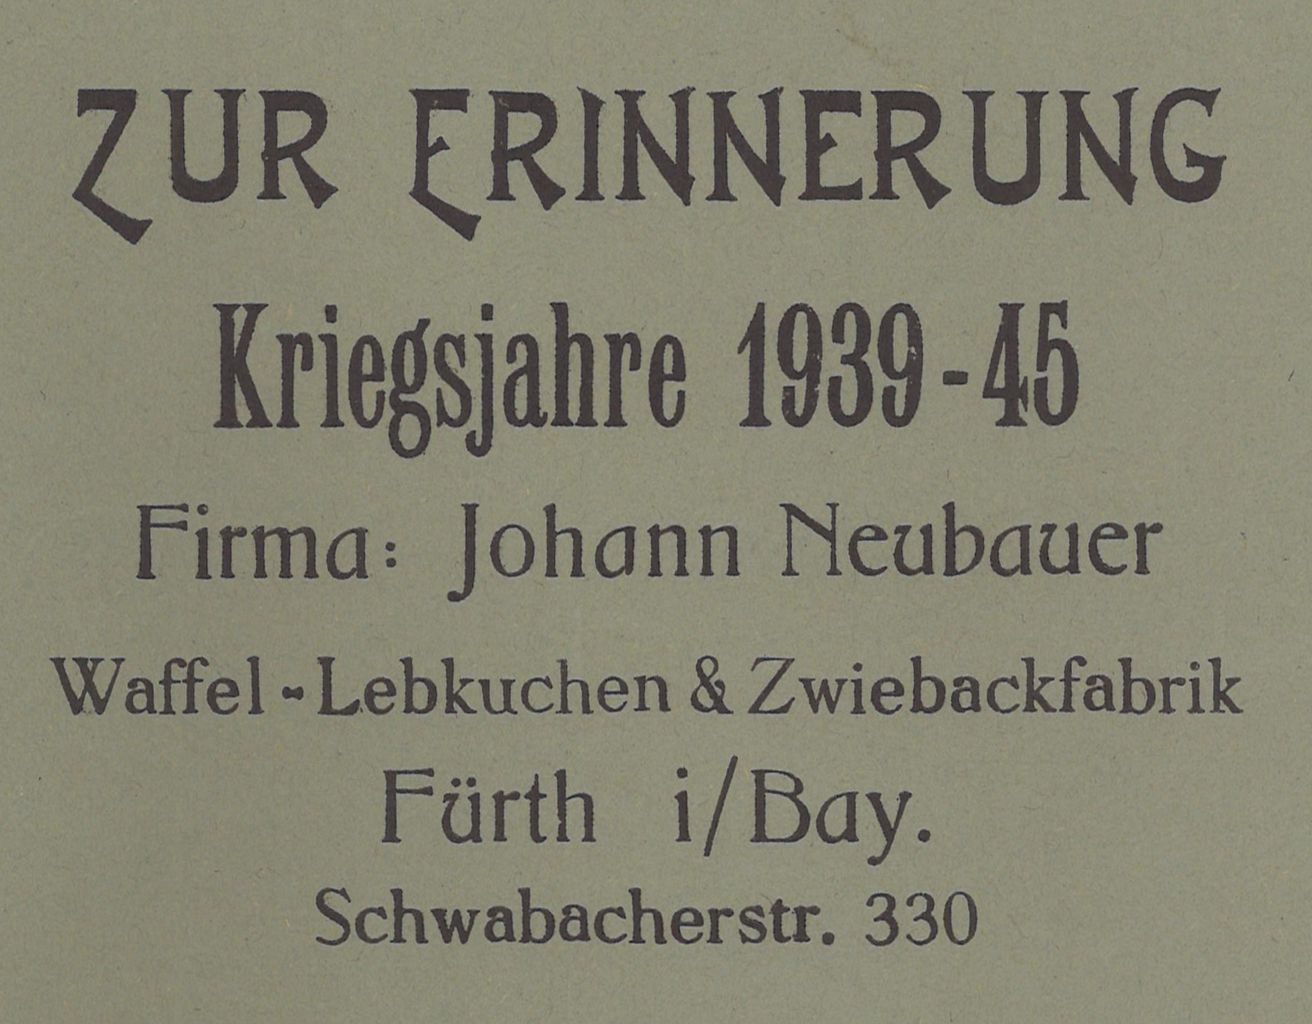 ZUR ERINNERUNG
Kriegsjahre 1939-45
Firma: Johann Neubauer
Waffel-Lebkuchen & Zwiebackfabrik
Fürth i/Bay.
Schwabacherstr. 330